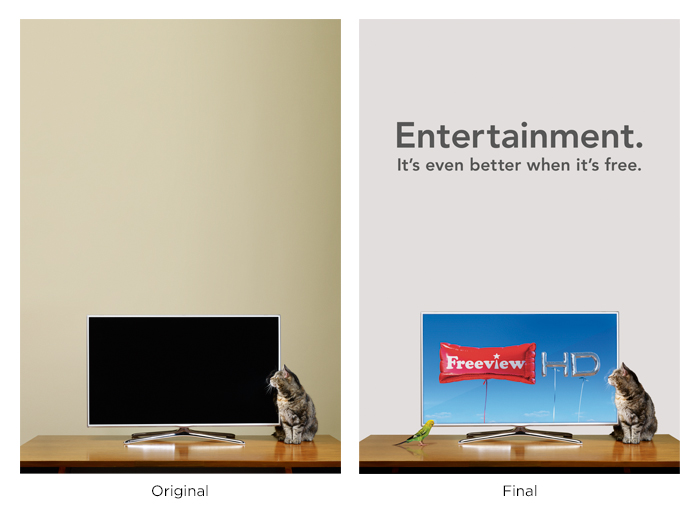 Entertainment.
It's even better when it's free.
Freeview HD
Original
Final